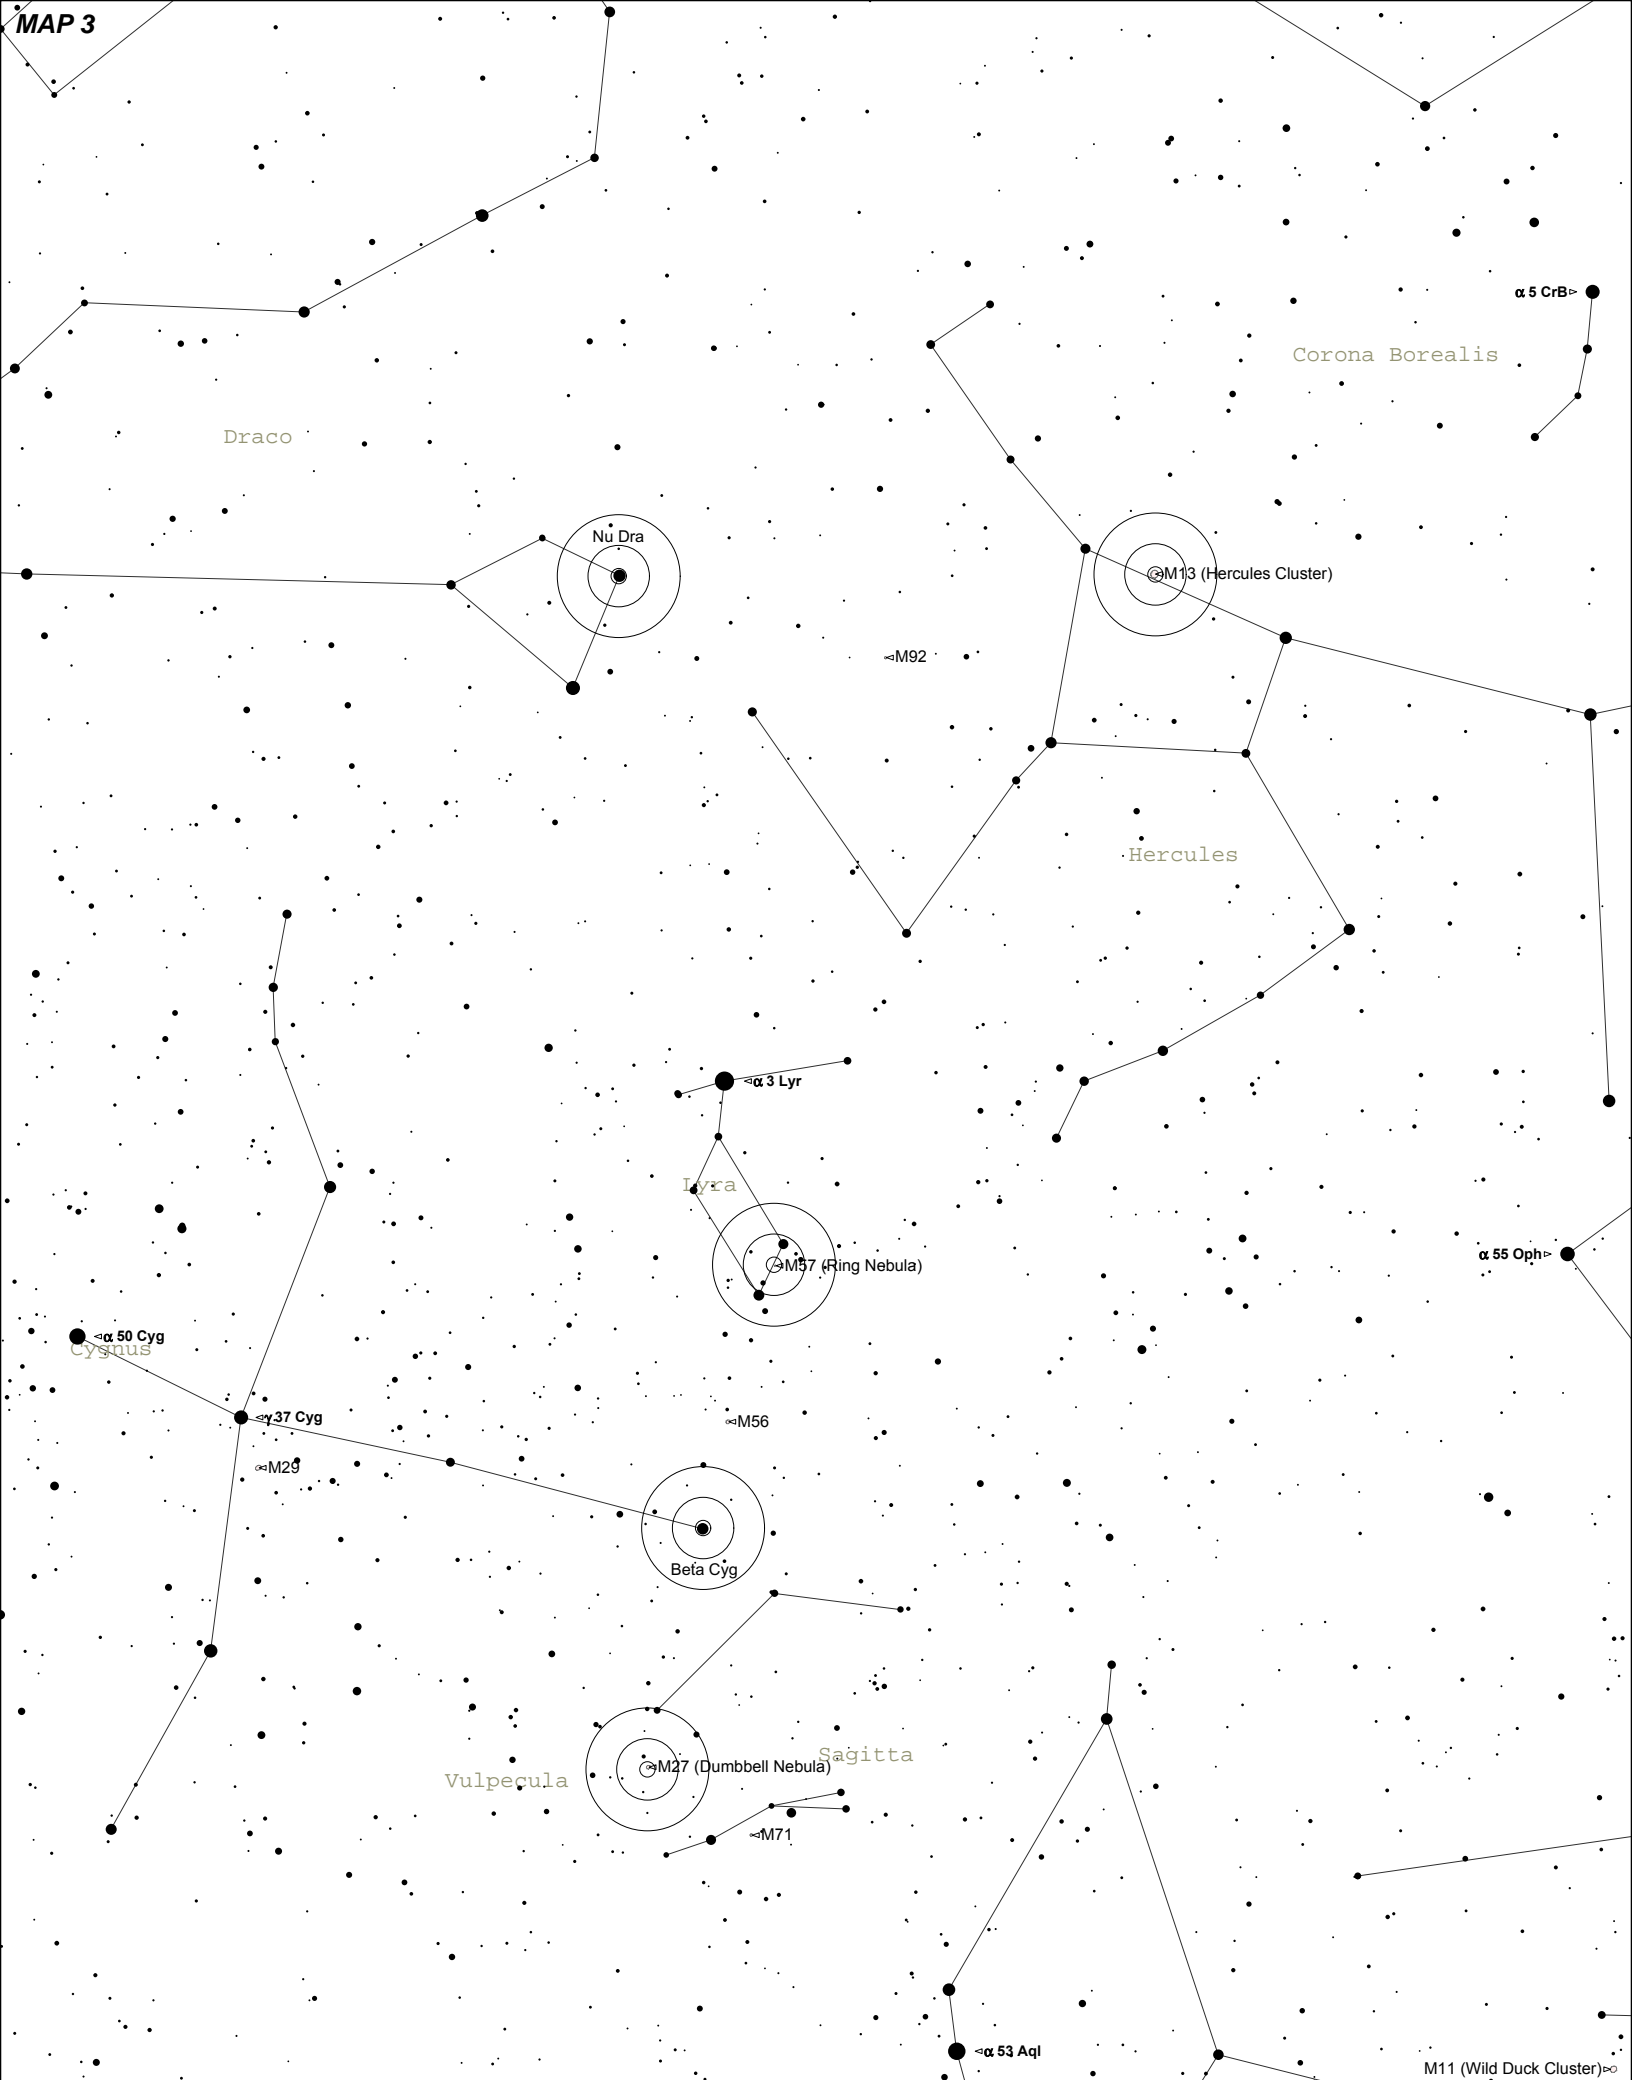 MAP 3
α 5 CrB
Corona Borealis
Draco
Nu Dra
M13 (Hercules Cluster)
M92
Hercules
α 3 Lyr
Lyra
α 55 Oph
M57 (Ring Nebula)
α 50 Cyg
Cygnus
γ 37 Cyg
M56
M29
Beta Cyg
Sagitta
M27 (Dumbbell Nebula)
Vulpecula
M71
α 53 Aql
M11 (Wild Duck Cluster)